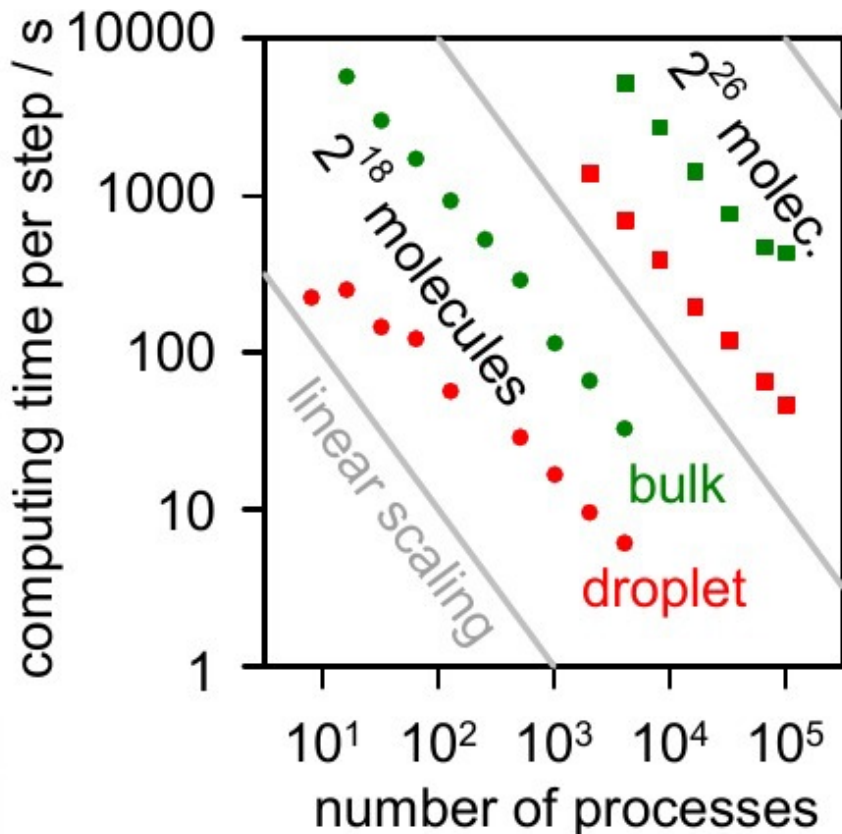 computing time per step / s
10000
1000
100
10
1
2¹⁸
molecules
2²⁶
molec.
linear scaling
bulk
droplet
10¹ 10² 10³ 10⁴ 10⁵
number of processes